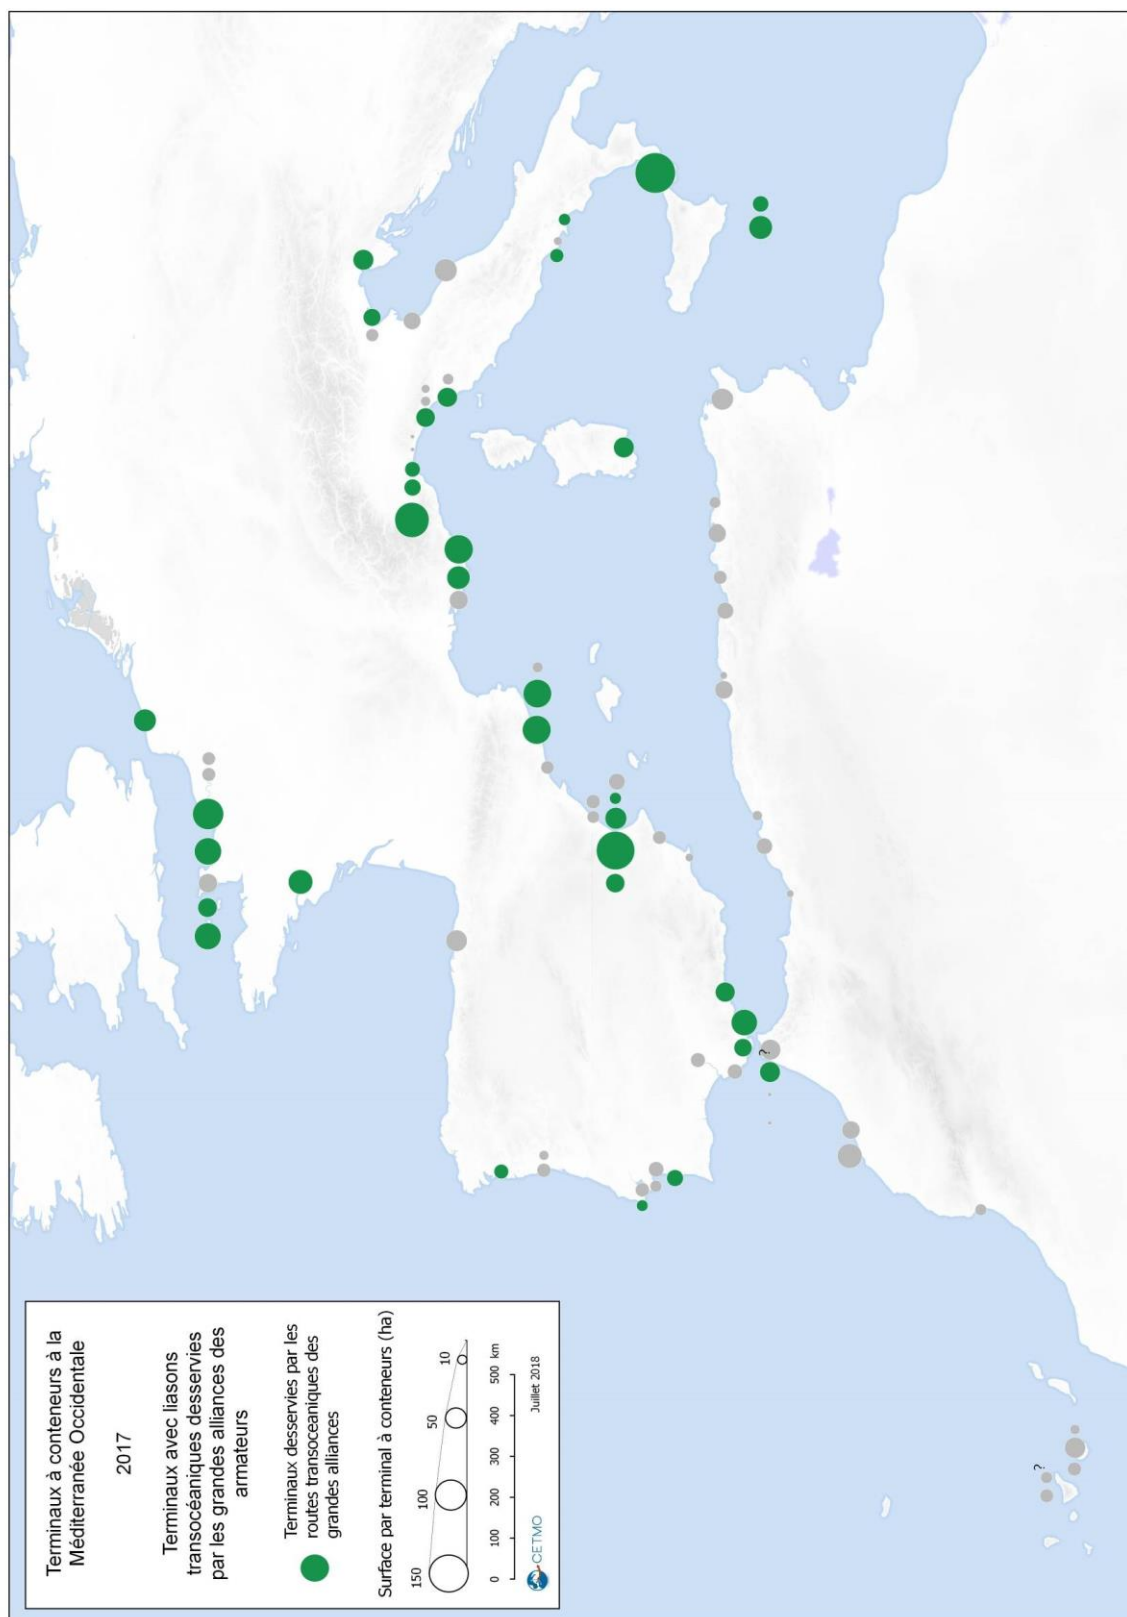 Terminaux à conteneurs à la
Méditerranée Occidentale
2017
Terminaux avec liasons
transocéaniques desservies
par les grandes alliances des
armateurs
Terminaux desservies par les
routes transoceaniques des
grandes alliances
Surface par terminal à conteneurs (ha)
150
100
50
10
0 100 200 300 400 500 km
CETMO
Juillet 2018
?
?